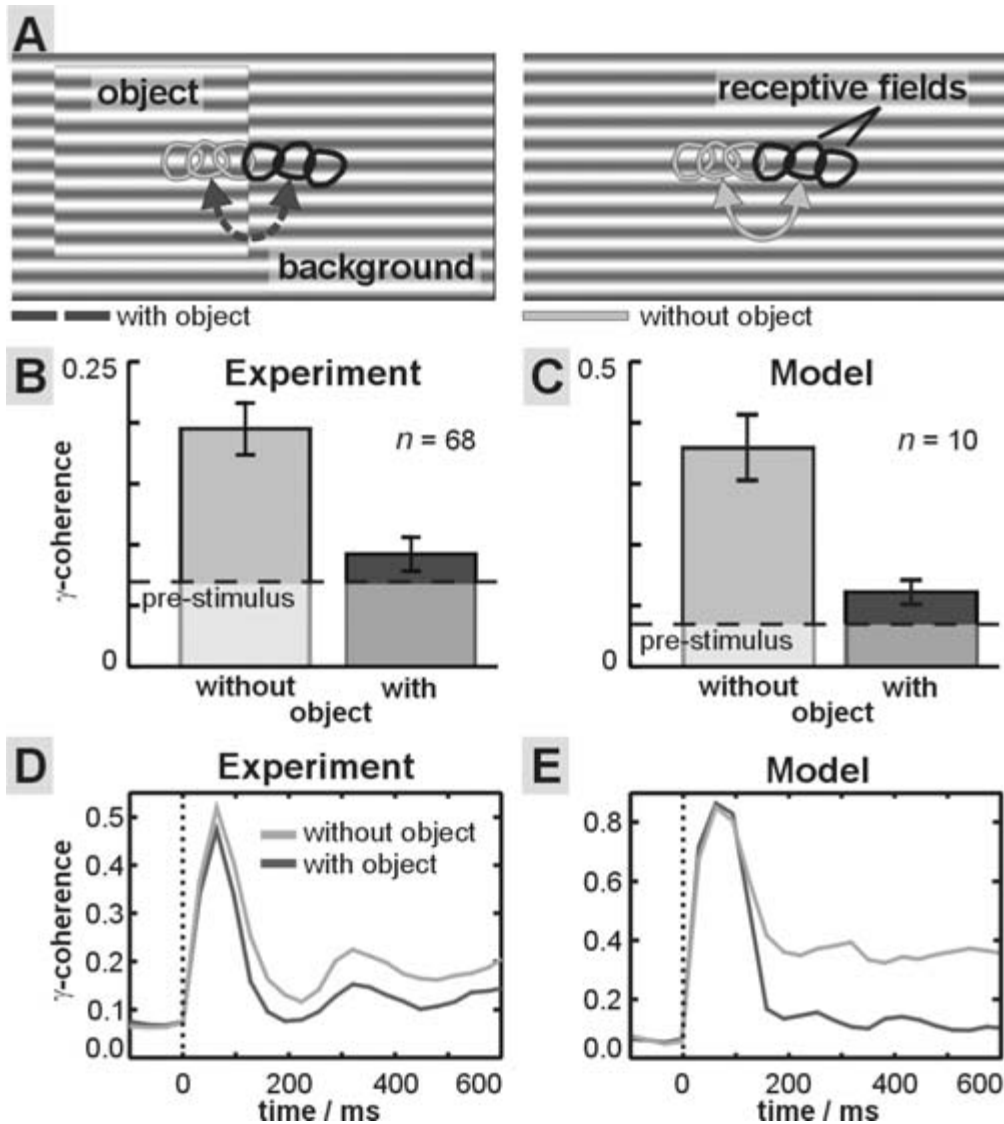 A
object
receptive fields
background
with object
without object
B
Experiment
0.25
γ-coherence
n = 68
pre-stimulus
0
without with
object
C
Model
0.5
n = 10
pre-stimulus
0
without with
object
D
Experiment
γ-coherence
0.5
0.4
0.3
0.2
0.1
0.0
without object
with object
0 200 400 600
time / ms
E
Model
0.8
0.6
0.4
0.2
0.0
0 200 400 600
time / ms